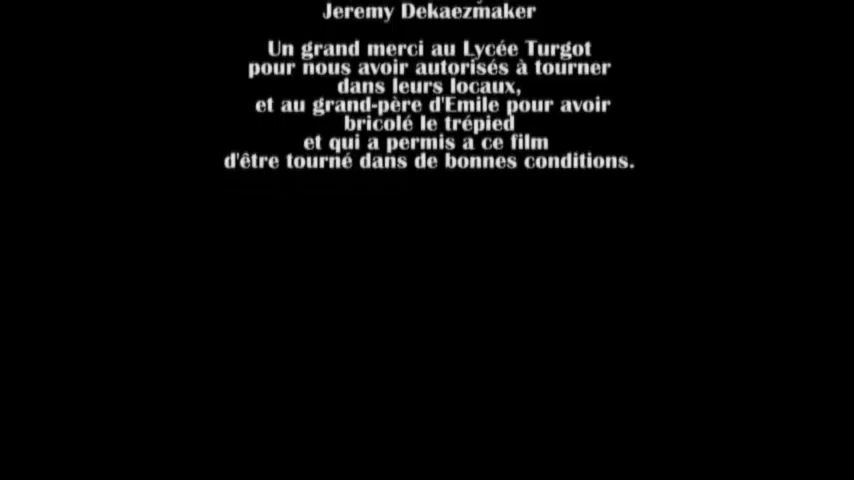 Jeremy Dekaezmaker
Un grand merci au Lycée Turgot
pour nous avoir autorisés à tourner
dans leurs locaux,
et au grand-père d'Emile pour avoir
bricolé le trépied
et qui a permis a ce film
d'être tourné dans de bonnes conditions.